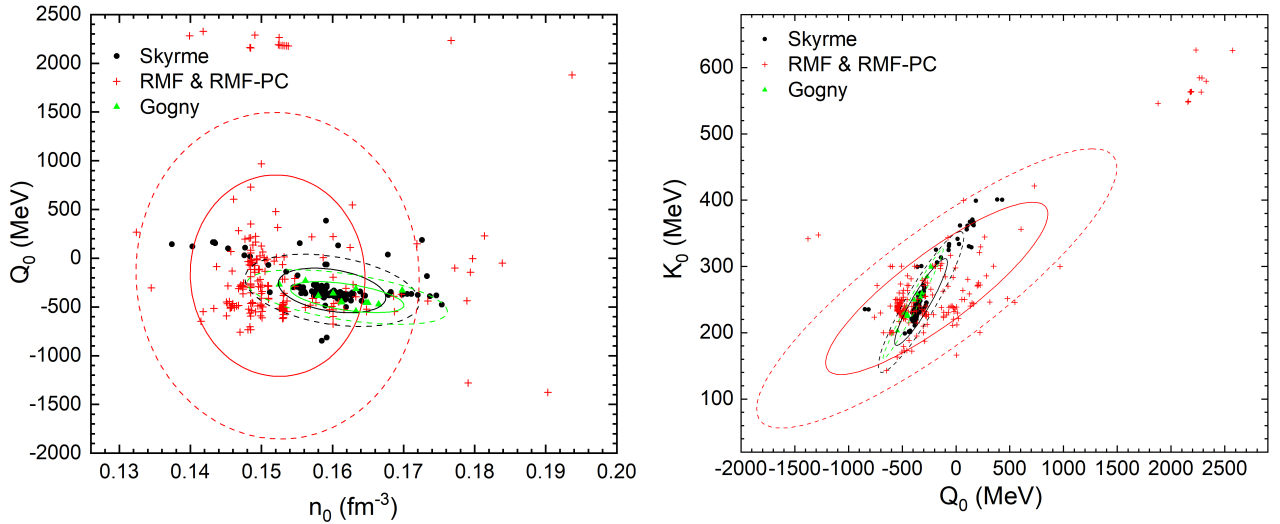 2500
2000
1500
1000
500
0
-500
-1000
-1500
-2000
Q0 (MeV)
Skyrme
RMF & RMF-PC
Gogny
0.13 0.14 0.15 0.16 0.17 0.18 0.19 0.20
n0 (fm-3)
600
500
400
300
200
100
K0 (MeV)
Skyrme
RMF & RMF-PC
Gogny
-2000 -1500 -1000 -500 0 500 1000 1500 2000 2500
Q0 (MeV)